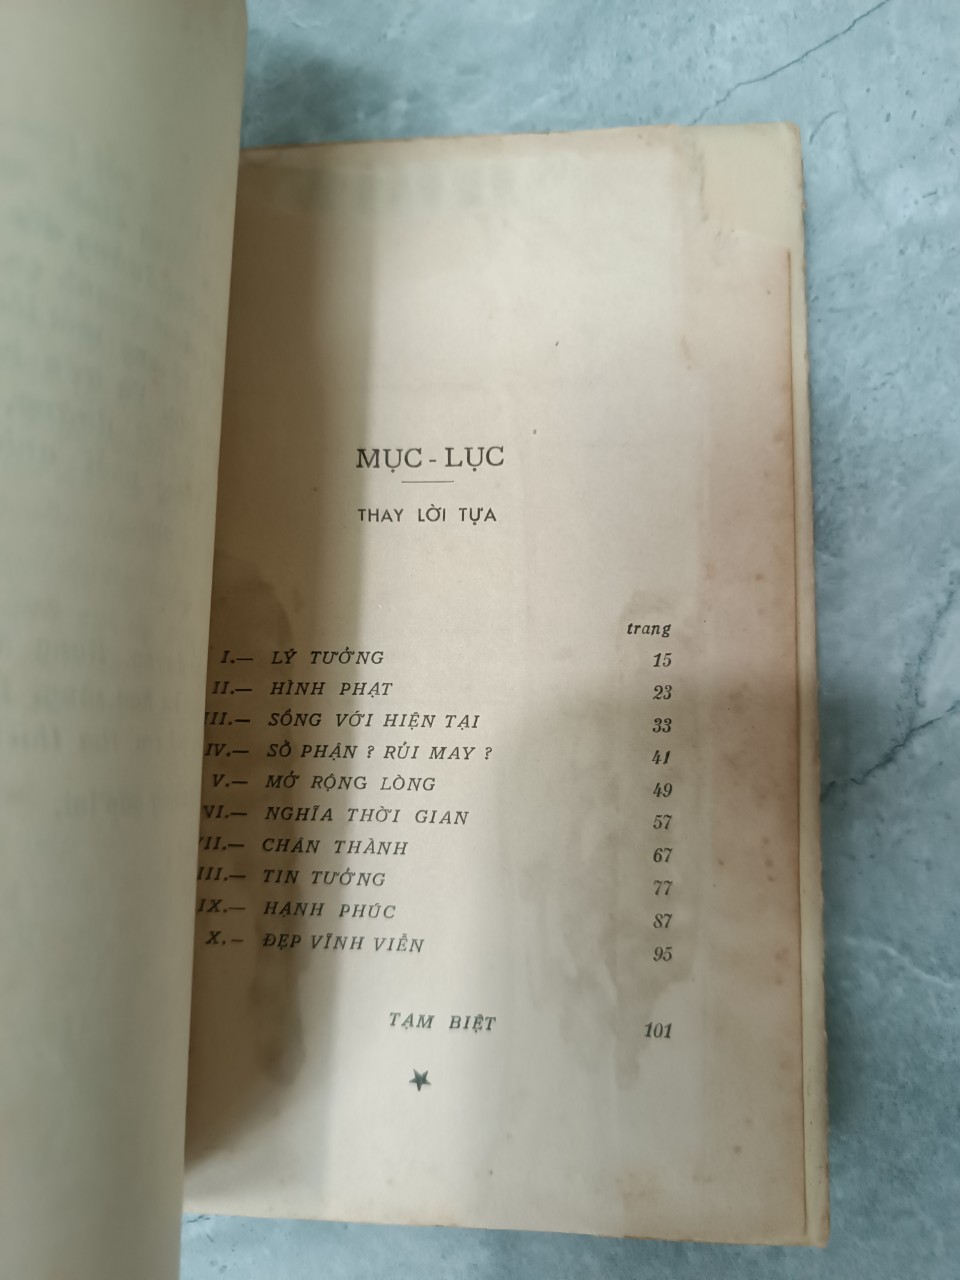 MỤC - LỤC
THAY LỜI TỰA
trang
I.— LÝ TƯỞNG 15
II.— HÌNH PHẠT 23
III.— SỐNG VỚI HIỆN TẠI 33
IV.— SỐ PHẬN ? RỦI MAY ? 41
V.— MỞ RỘNG LÒNG 49
VI.— NGHĨA THỜI GIAN 57
VII.— CHÂN THÀNH 67
III.— TIN TƯỞNG 77
IX.— HẠNH PHÚC 87
X.— ĐẸP VĨNH VIỄN 95
TẠM BIỆT 101